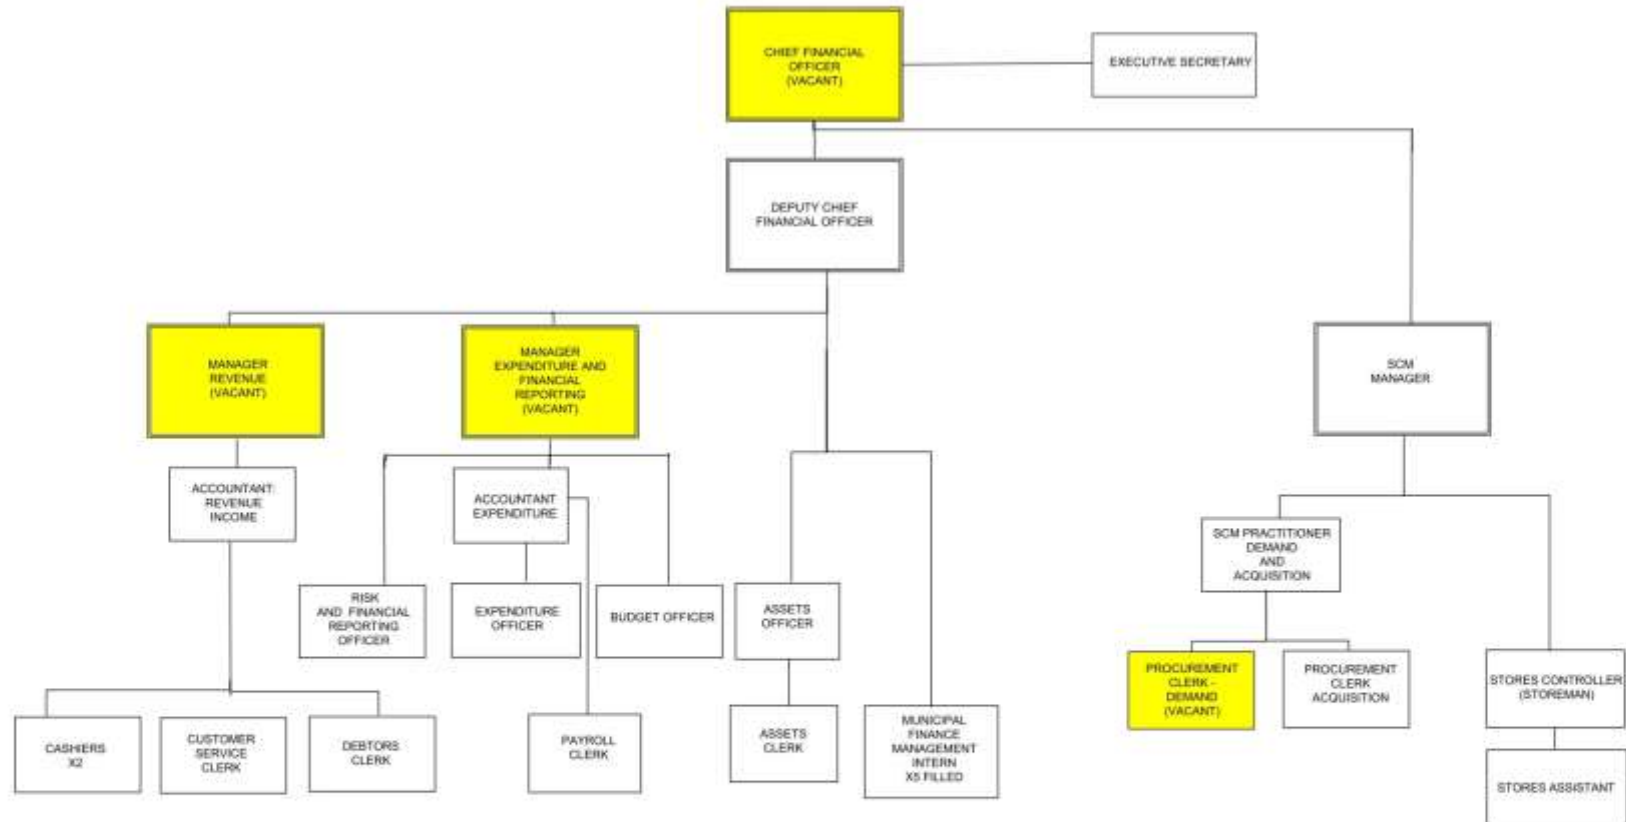 CHIEF FINANCIAL
OFFICER
(VACANT)
EXECUTIVE SECRETARY
DEPUTY CHIEF
FINANCIAL OFFICER
MANAGER
REVENUE
(VACANT)
MANAGER
EXPENDITURE AND
FINANCIAL
REPORTING
(VACANT)
SCM
MANAGER
ACCOUNTANT:
REVENUE
INCOME
ACCOUNTANT
EXPENDITURE
SCM PRACTITIONER
DEMAND
AND
ACQUISITION
RISK
AND FINANCIAL
REPORTING
OFFICER
EXPENDITURE
OFFICER
BUDGET OFFICER
ASSETS
OFFICER
PROCUREMENT
CLERK -
DEMAND
(VACANT)
PROCUREMENT
CLERK
ACQUISITION
STORES CONTROLLER
(STOREMAN)
CASHIERS
X2
CUSTOMER
SERVICE
CLERK
DEBTORS
CLERK
PAYROLL
CLERK
ASSETS
CLERK
MUNICIPAL
FINANCE
MANAGEMENT
INTERN
X5 FILLED
STORES ASSISTANT